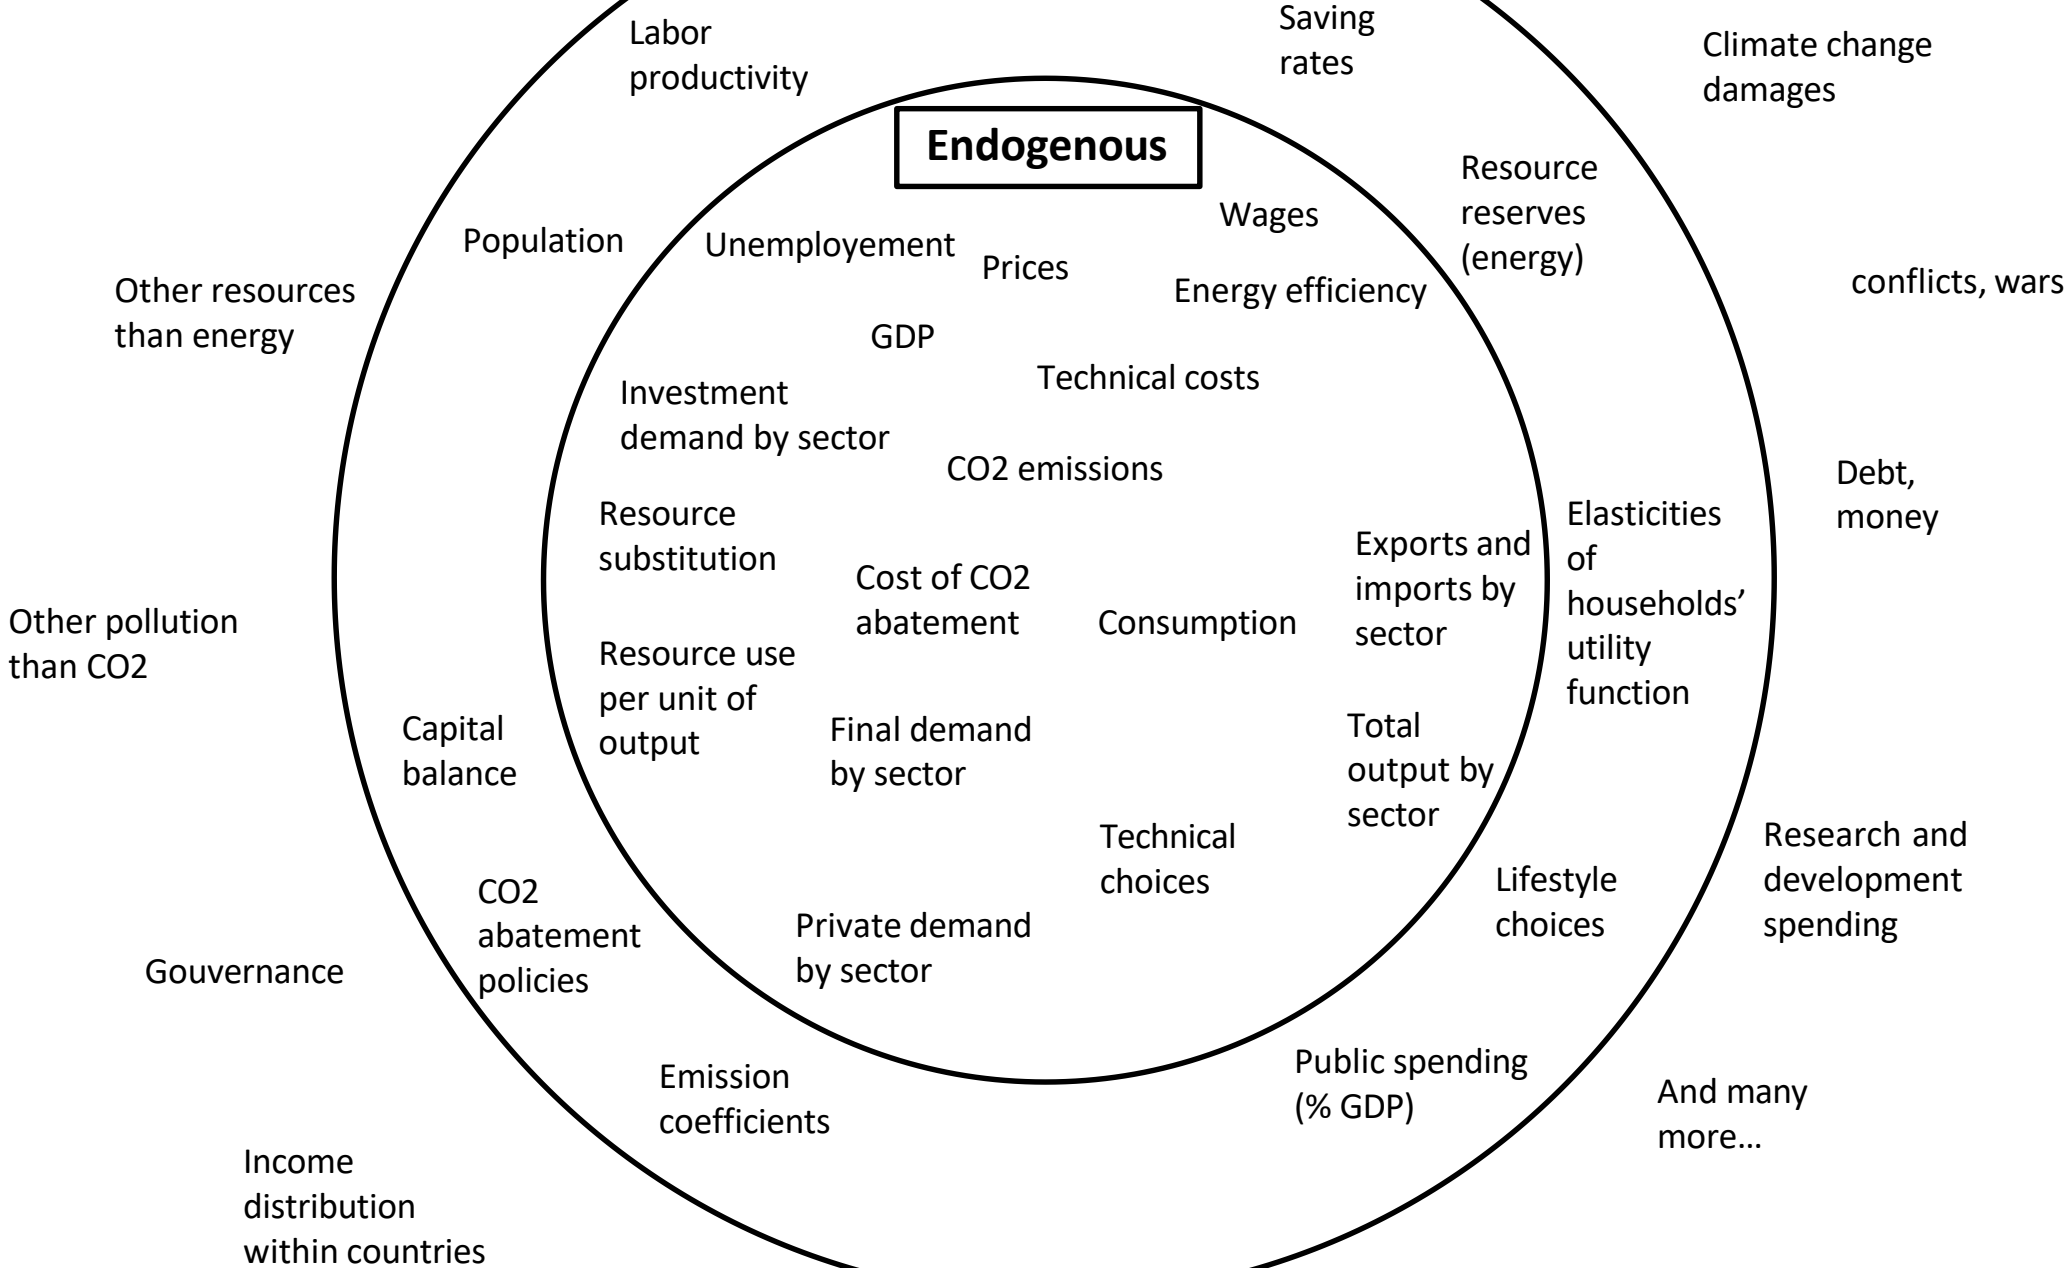 Labor
productivity
Saving
rates
Climate change
damages
Endogenous
Resource
reserves
(energy)
Wages
Population
Unemployement
Prices
Energy efficiency
conflicts, wars
Other resources
than energy
GDP
Technical costs
Investment
demand by sector
CO2 emissions
Debt,
money
Resource
substitution
Elasticities
of
households’
utility
function
Exports and
imports by
sector
Cost of CO2
abatement
Consumption
Other pollution
than CO2
Resource use
per unit of
output
Capital
balance
Final demand
by sector
Total
output by
sector
Technical
choices
Research and
development
spending
Lifestyle
choices
CO2
abatement
policies
Private demand
by sector
Gouvernance
Public spending
(% GDP)
Emission
coefficients
And many
more…
Income
distribution
within countries